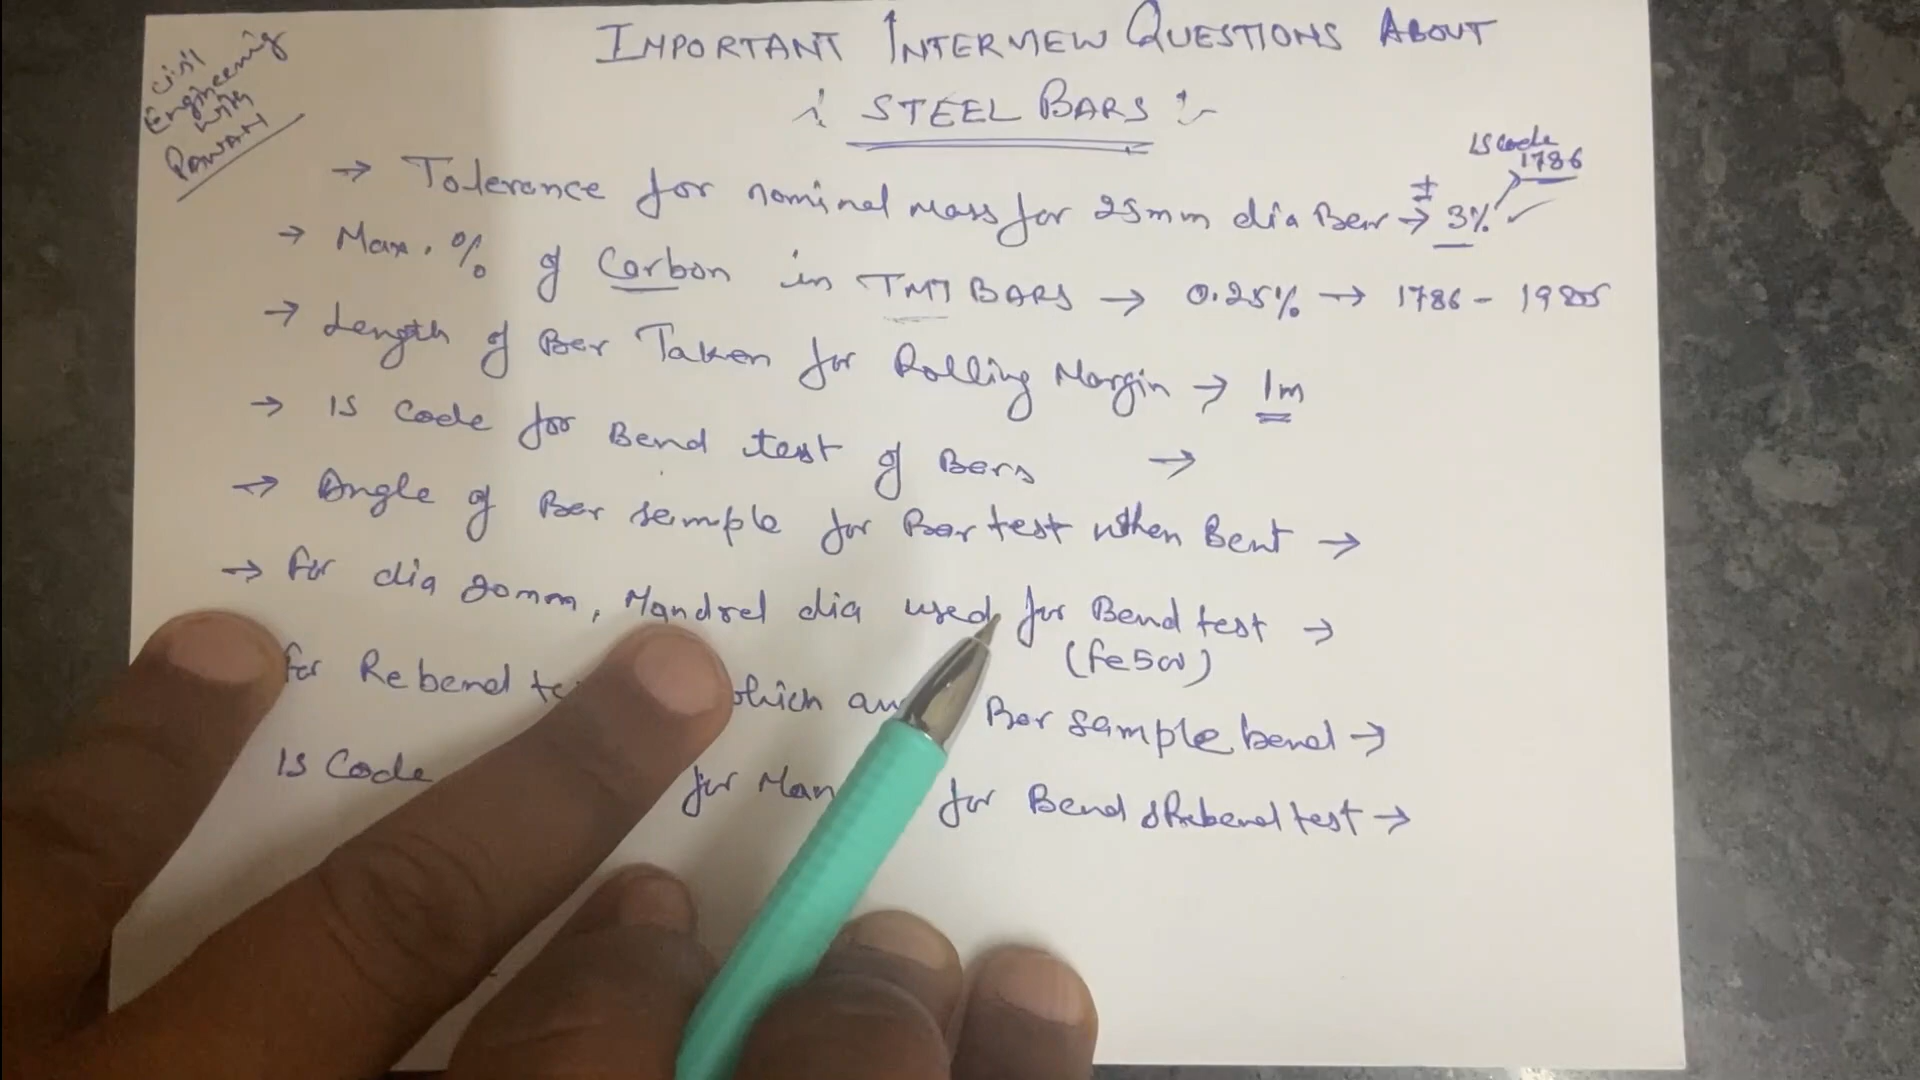 Civil
Engineering
with
PAWAN
IMPORTANT INTERVIEW QUESTIONS ABOUT
STEEL BARS :-
IS code
1786
→ Tolerance for nominal mass for 25mm dia Bar → ± 3% ✓
→ Max. % of Carbon in TMT BARS → 0.25% → 1786 -
→ Length of Bar Taken for Rolling Margin → 1m
→ IS Code for Bend test of Bars →
→ Angle of Bar sample for Bar test when Bent →
→ for dia 20mm, Mandrel dia used for Bend test →
(fe500)
for Rebend which Bar sample bend →
IS Code for for Bend & Rebend test →